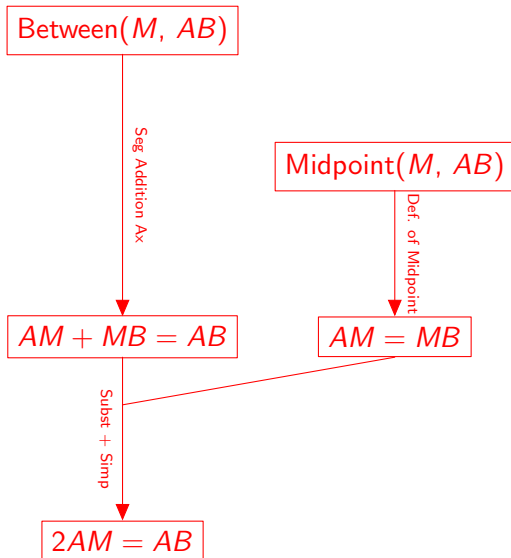 Between(M, AB)
Seg Addition Ax
Midpoint(M, AB)
Def. of Midpoint
AM + MB = AB
AM = MB
Subst + Simp
2AM = AB